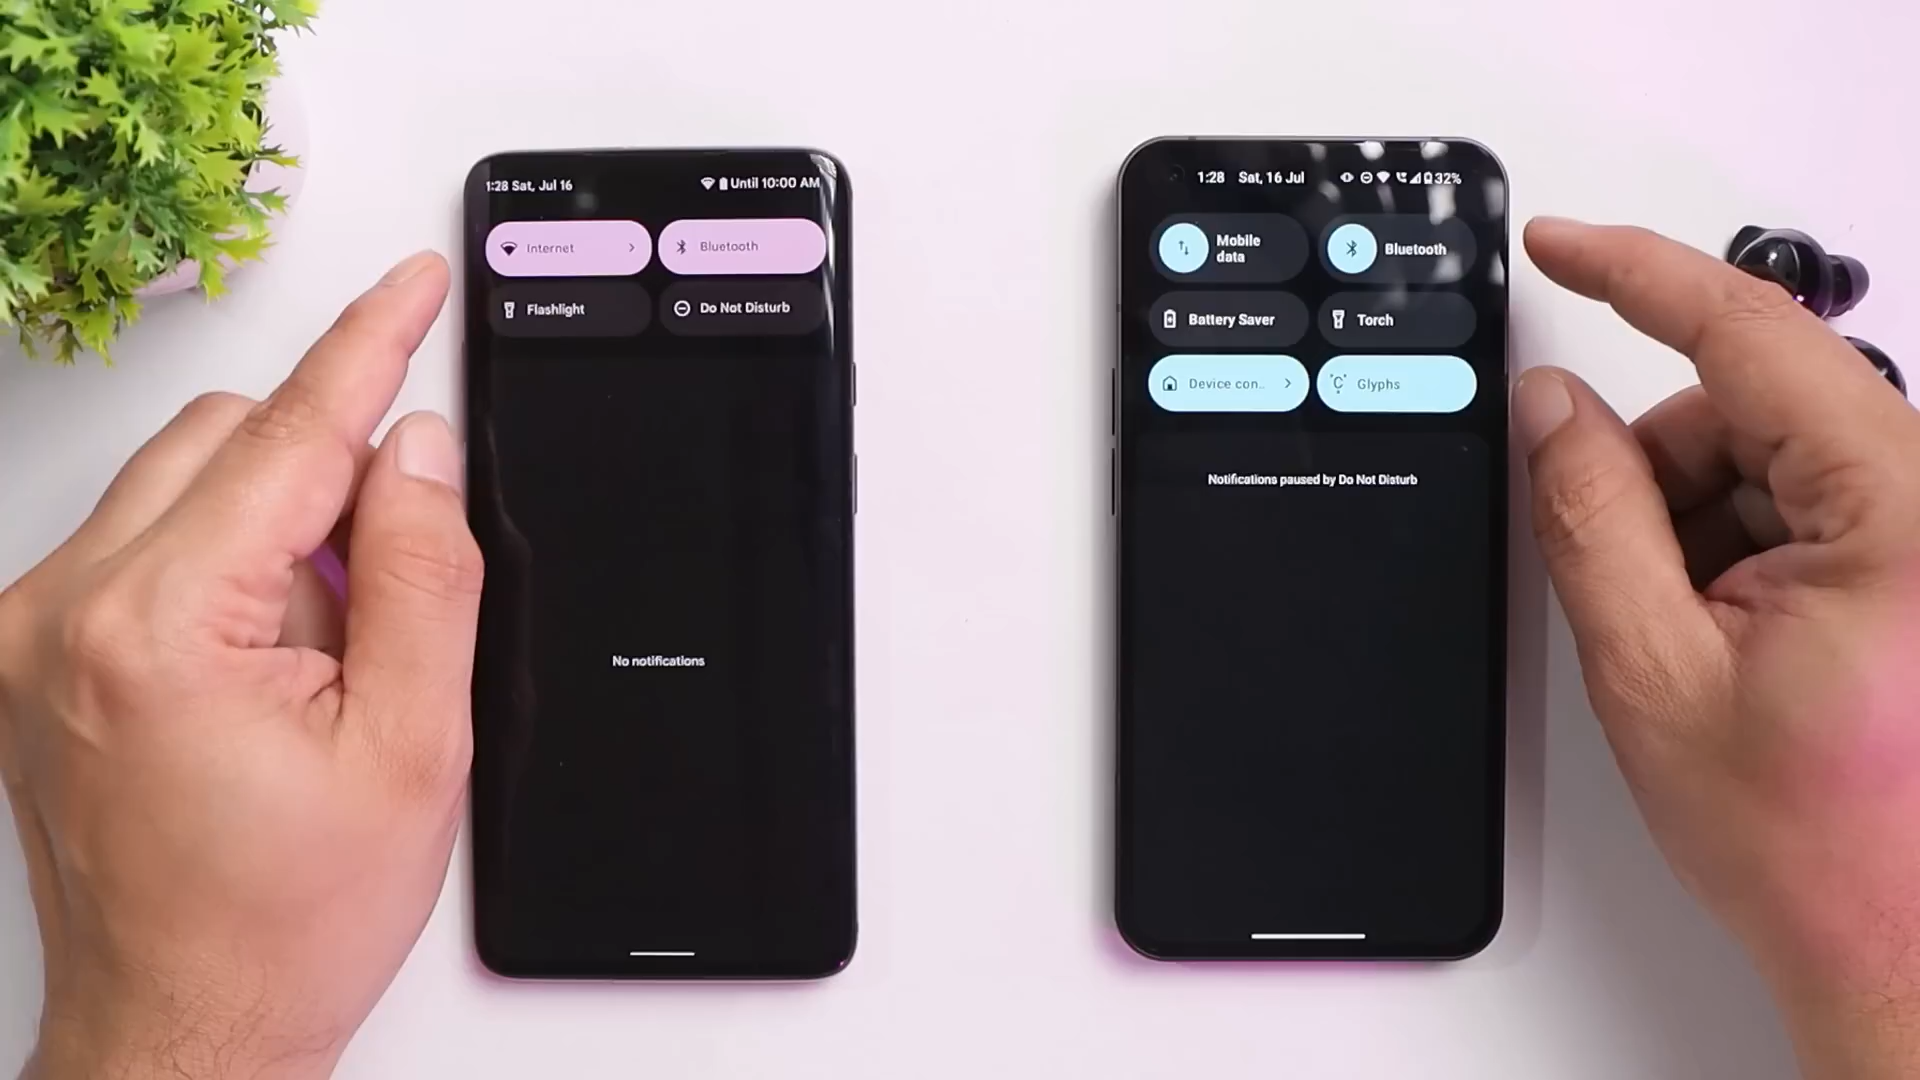 1:28 Sat, Jul 16
Until 10:00 AM
Internet
Bluetooth
Flashlight
Do Not Disturb
No notifications
1:28 Sat, 16 Jul
32%
Mobile
data
Bluetooth
Battery Saver
Torch
Device con..
Glyphs
Notifications paused by Do Not Disturb